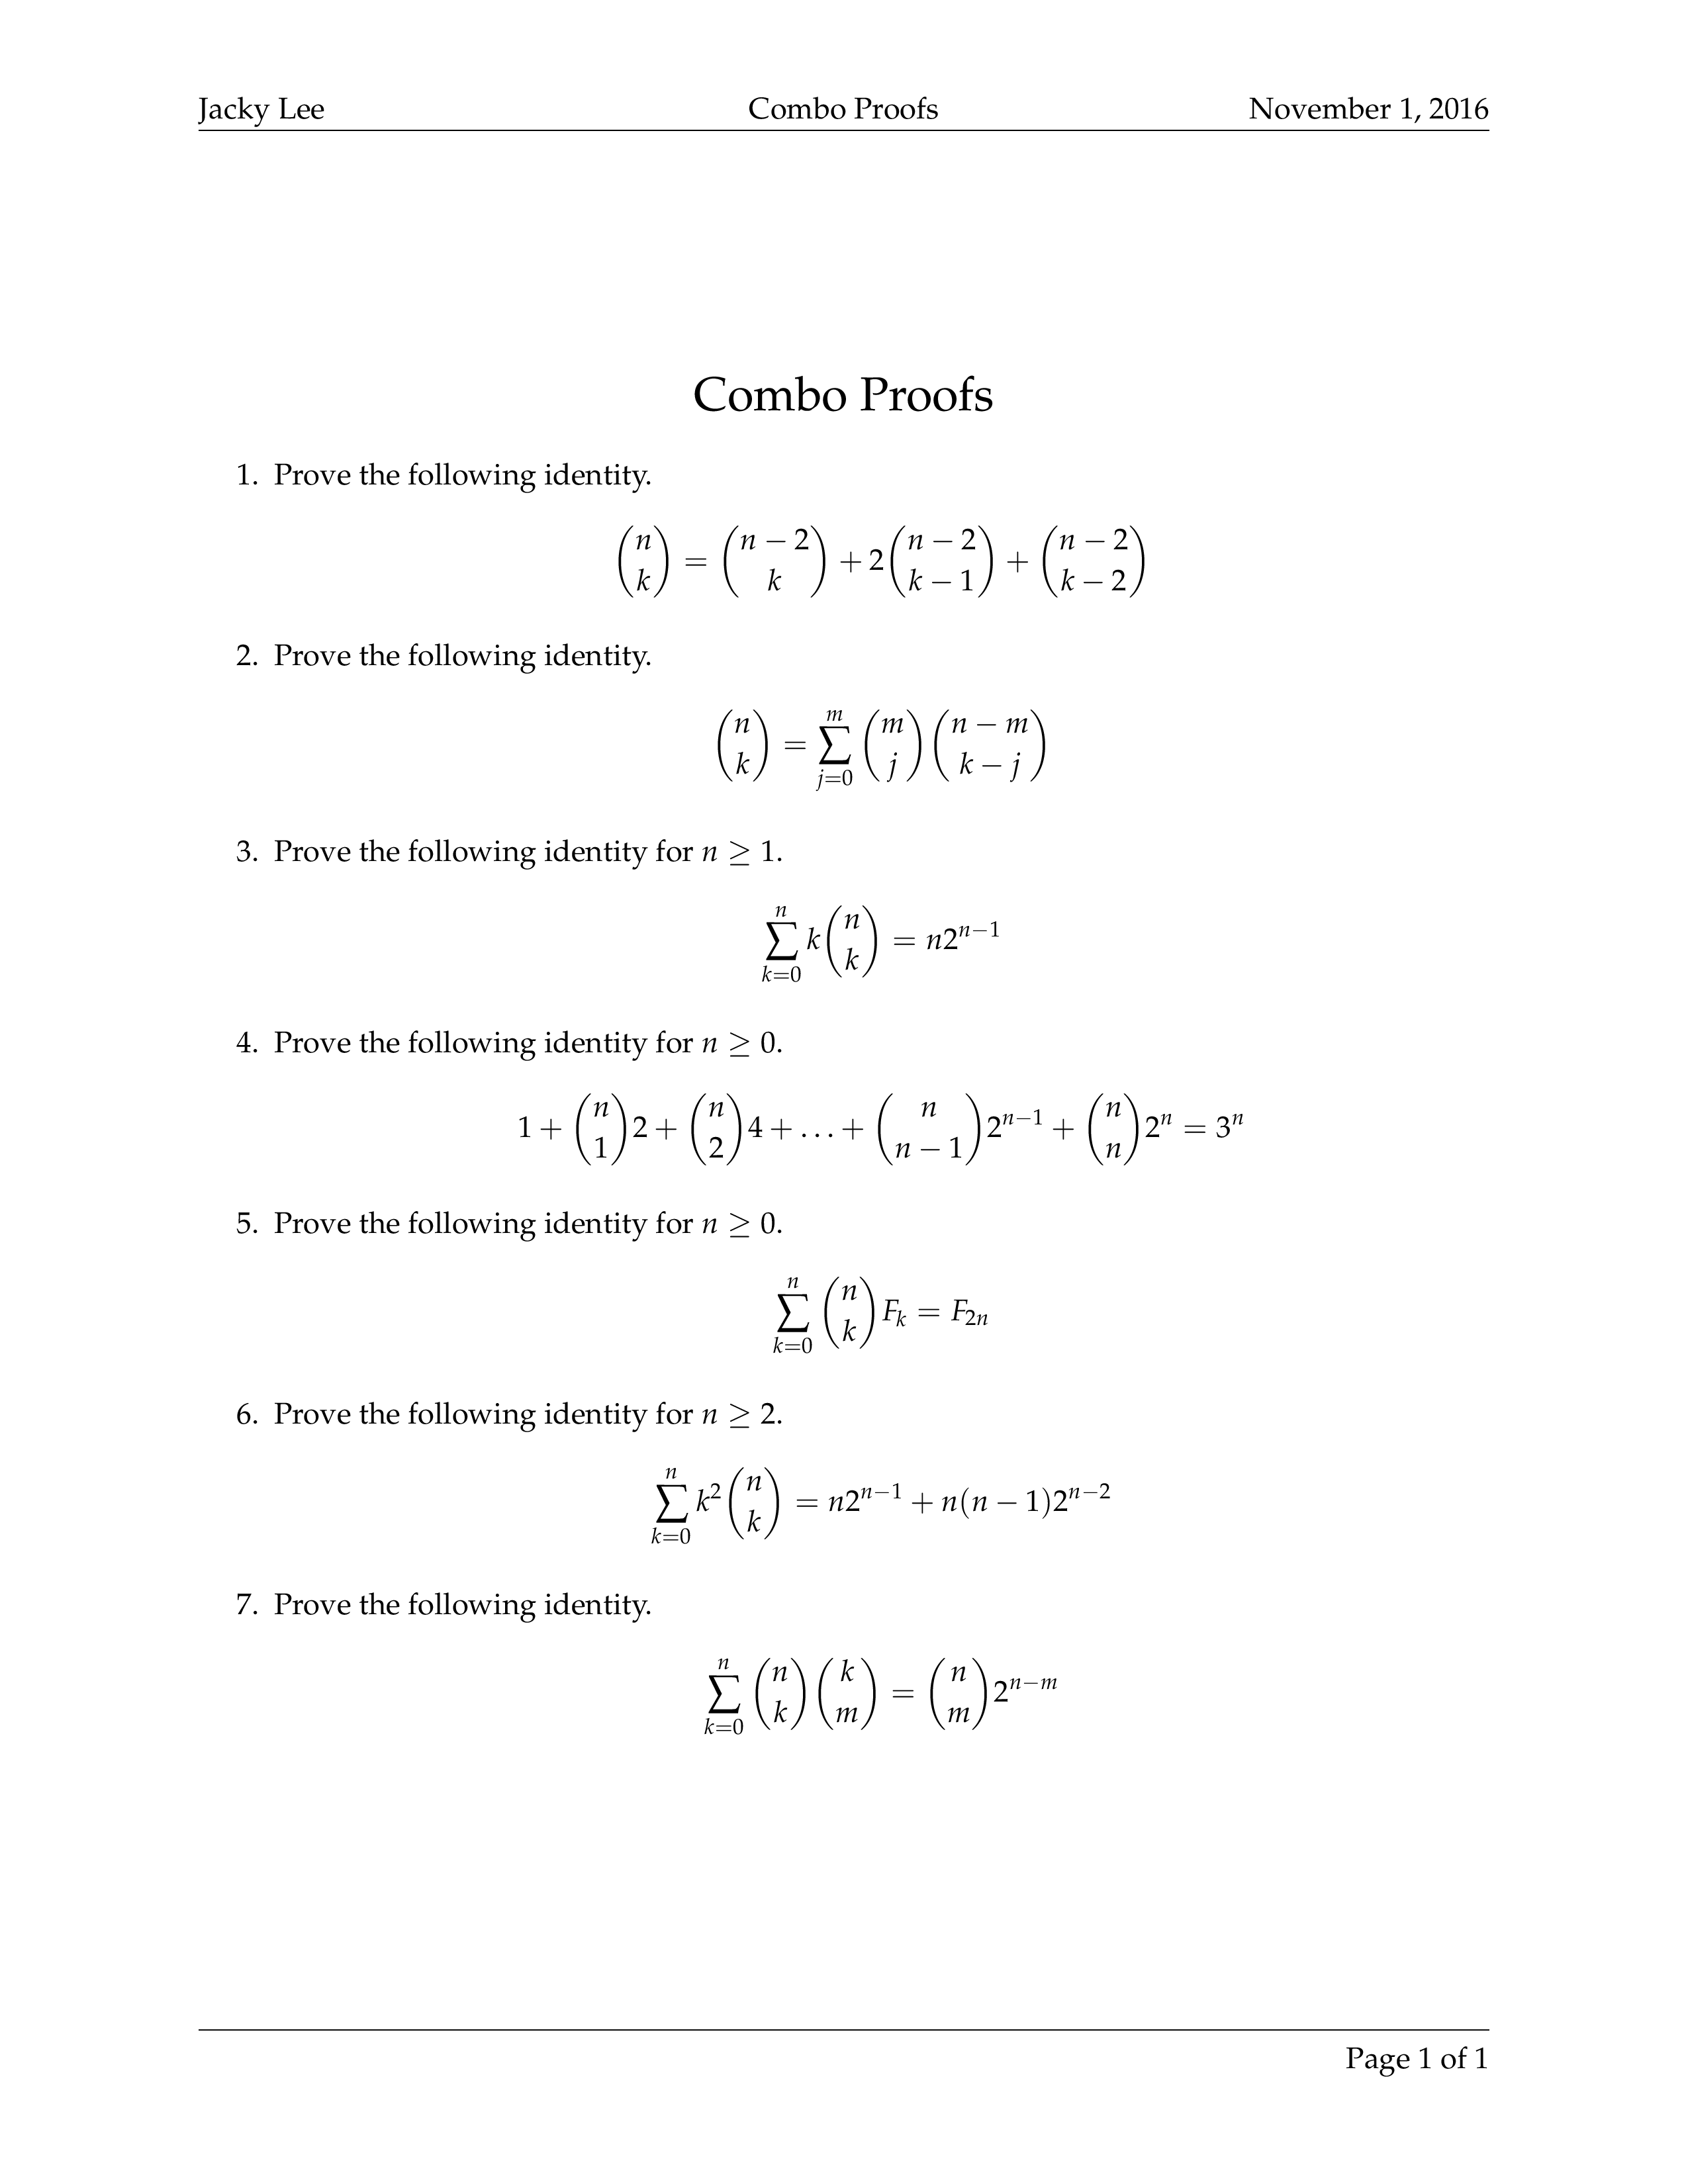 Jacky Lee Combo Proofs November 1, 2016
Combo Proofs
1. Prove the following identity.
$\binom{n}{k} = \binom{n-2}{k} + 2\binom{n-2}{k-1} + \binom{n-2}{k-2}$
2. Prove the following identity.
$\binom{n}{k} = \sum_{j=0}^{m} \binom{m}{j}\binom{n-m}{k-j}$
3. Prove the following identity for $n \geq 1$.
$\sum_{k=0}^{n} k\binom{n}{k} = n2^{n-1}$
4. Prove the following identity for $n \geq 0$.
$1 + \binom{n}{1}2 + \binom{n}{2}4 + \ldots + \binom{n}{n-1}2^{n-1} + \binom{n}{n}2^{n} = 3^{n}$
5. Prove the following identity for $n \geq 0$.
$\sum_{k=0}^{n} \binom{n}{k}F_k = F_{2n}$
6. Prove the following identity for $n \geq 2$.
$\sum_{k=0}^{n} k^2\binom{n}{k} = n2^{n-1} + n(n-1)2^{n-2}$
7. Prove the following identity.
$\sum_{k=0}^{n} \binom{n}{k}\binom{k}{m} = \binom{n}{m}2^{n-m}$
Page 1 of 1